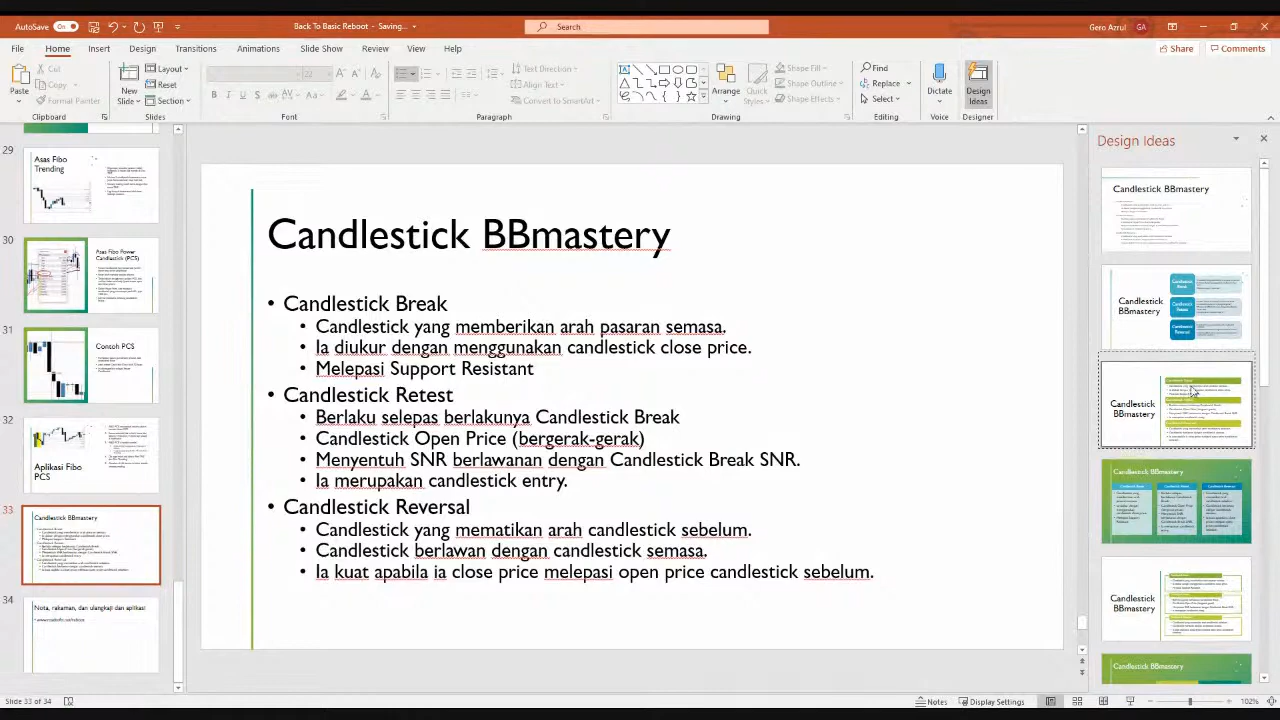 AutoSave On
Back To Basic Reboot - Saving...
Search
Gero Azrul
GA
File Home Insert Design Transitions Animations Slide Show Review View Help
Share Comments
Paste
Cut
Copy
Format Painter
Clipboard
New Slide
Layout
Reset
Section
Slides
22
Font
Text Direction
Align Text
Convert to SmartArt
Paragraph
Arrange
Quick Styles
Shape Fill
Shape Outline
Shape Effects
Drawing
Find
Replace
Select
Editing
Dictate
Voice
Design Ideas
Designer
29
Asas Fibo Trending
30
Asas Fibo Power Candlestick (PCS)
31
Contoh PCS
32
Aplikasi Fibo PCS
33
Candlestick BBmastery
34
Nota, rakaman, dan ulangkaji dan aplikasi
Candlestick BBmastery
• Candlestick Break
• Candlestick yang memberikan arah pasaran semasa.
• Ia diukur dengan menggunakan candlestick close price.
• Melepasi Support Resistant
• Candlestick Retest
• Berlaku selepas berlakunya Candlestick Break
• Candlestick Open Price (bergerak-gerak)
• Menyentuh SNR berlawanan dengan Candlestick Break SNR.
• Ia merupakan candlestick entry.
• Candlestick Reversal
• Candlestick yang mematikan arah candlestick sebelum.
• Candlestick berlawan dengan candlestick semasa.
• Ia kuat apabila ia close price melepasi open price candlestick sebelum.
Design Ideas
Candlestick BBmastery
Candlestick BBmastery
Candlestick BBmastery
Candlestick BBmastery
Candlestick BBmastery
Candlestick BBmastery
Slide 33 of 34
Notes
Display Settings
102%